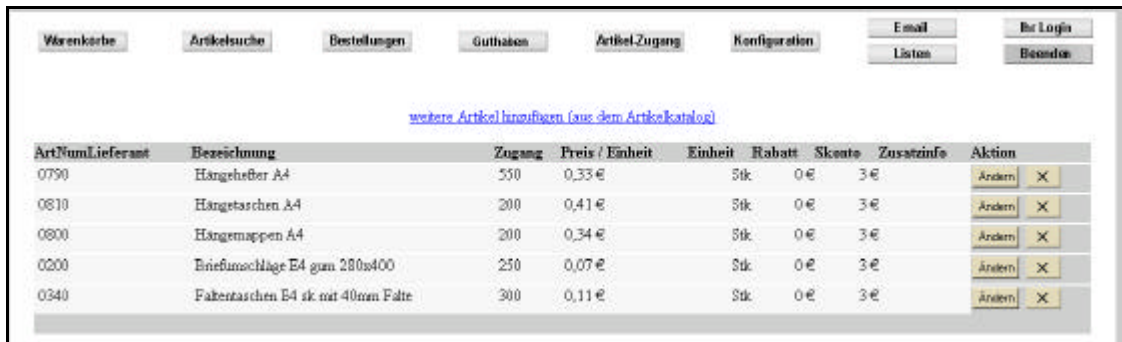 Warenkörbe Artikelsuche Bestellungen Guthaben Artikel-Zugang Konfiguration Email Ihr Login
Listen Beenden
weitere Artikel hinzufügen (aus dem Artikelkatalog)
ArtNumLieferant Bezeichnung Zugang Preis / Einheit Einheit Rabatt Skonto Zusatzinfo Aktion
0790 Hängehefter A4 550 0,33 € Stk 0 € 3 € Ändern X
0810 Hängetaschen A4 200 0,41 € Stk 0 € 3 € Ändern X
0800 Hängemappen A4 200 0,34 € Stk 0 € 3 € Ändern X
0200 Briefumschläge E4 gum 280x400 250 0,07 € Stk 0 € 3 € Ändern X
0340 Faltentaschen E4 sk mit 40mm Falte 300 0,11 € Stk 0 € 3 € Ändern X